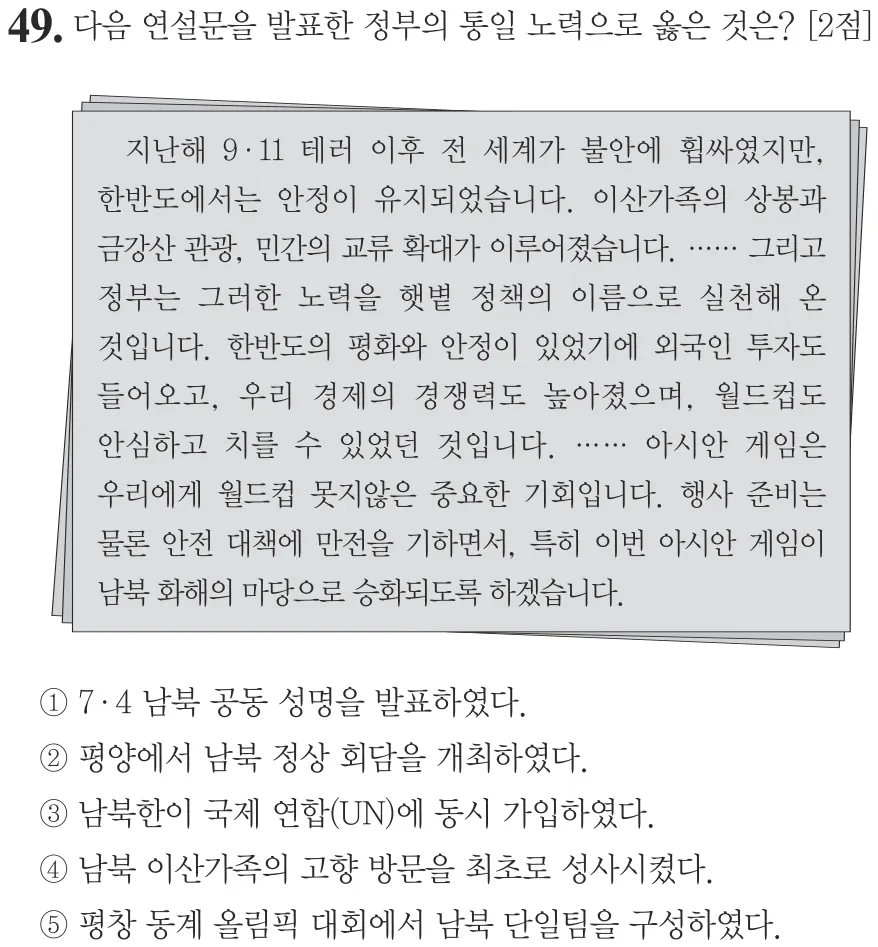 49. 다음 연설문을 발표한 정부의 통일 노력으로 옳은 것은? [2점]
지난해 9·11 테러 이후 전 세계가 불안에 휩싸였지만,
한반도에서는 안정이 유지되었습니다. 이산가족의 상봉과
금강산 관광, 민간의 교류 확대가 이루어졌습니다. …… 그리고
정부는 그러한 노력을 햇볕 정책의 이름으로 실천해 온
것입니다. 한반도의 평화와 안정이 있었기에 외국인 투자도
들어오고, 우리 경제의 경쟁력도 높아졌으며, 월드컵도
안심하고 치를 수 있었던 것입니다. …… 아시안 게임은
우리에게 월드컵 못지않은 중요한 기회입니다. 행사 준비는
물론 안전 대책에 만전을 기하면서, 특히 이번 아시안 게임이
남북 화해의 마당으로 승화되도록 하겠습니다.
① 7·4 남북 공동 성명을 발표하였다.
② 평양에서 남북 정상 회담을 개최하였다.
③ 남북한이 국제 연합(UN)에 동시 가입하였다.
④ 남북 이산가족의 고향 방문을 최초로 성사시켰다.
⑤ 평창 동계 올림픽 대회에서 남북 단일팀을 구성하였다.